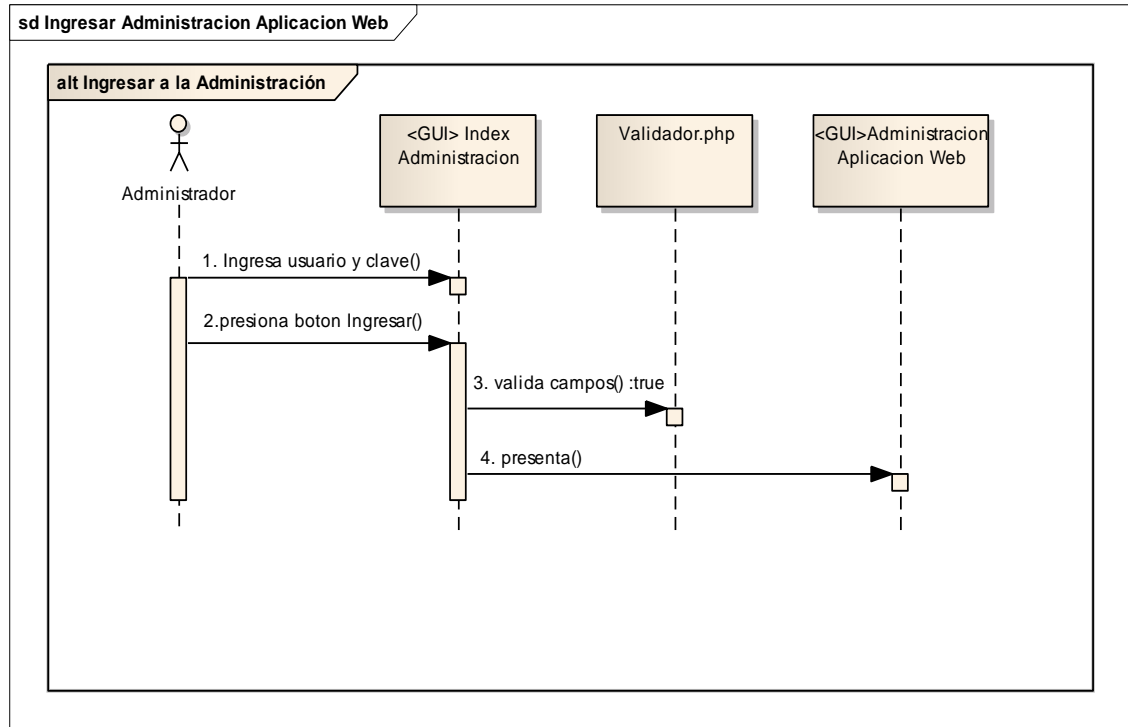 sd Ingresar Administracion Aplicacion Web
alt Ingresar a la Administración
Administrador
<GUI> Index
Administracion
Validador.php
<GUI>Administracion
Aplicacion Web
1. Ingresa usuario y clave()
2.presiona boton Ingresar()
3. valida campos() :true
4. presenta()